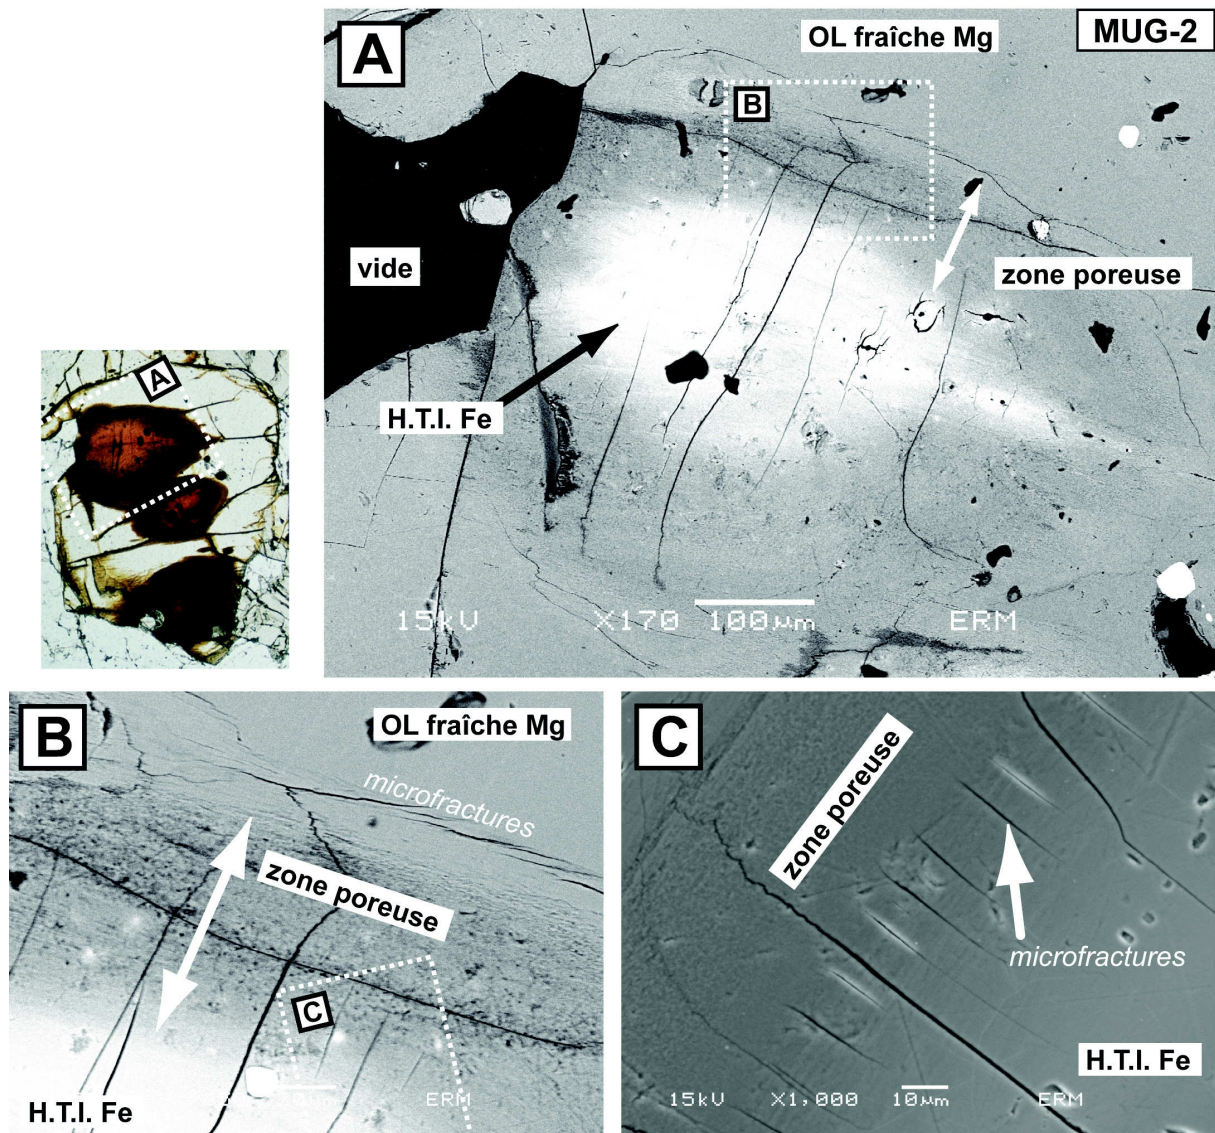 A
OL fraîche Mg
MUG-2
B
vide
zone poreuse
H.T.I. Fe
A
15kV X170 100μm ERM
B
OL fraîche Mg
microfractures
zone poreuse
C
H.T.I. Fe
ERM
C
zone poreuse
microfractures
H.T.I. Fe
15kV X1,000 10μm ERM